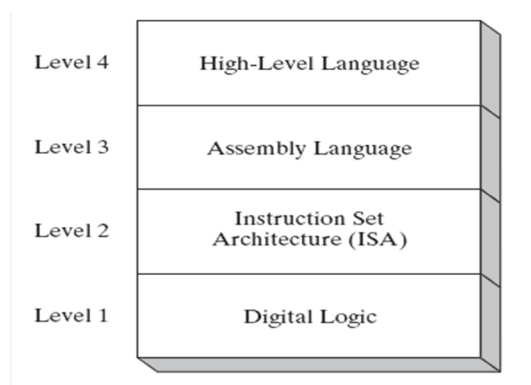 Level 4
High-Level Language
Level 3
Assembly Language
Level 2
Instruction Set
Architecture (ISA)
Level 1
Digital Logic